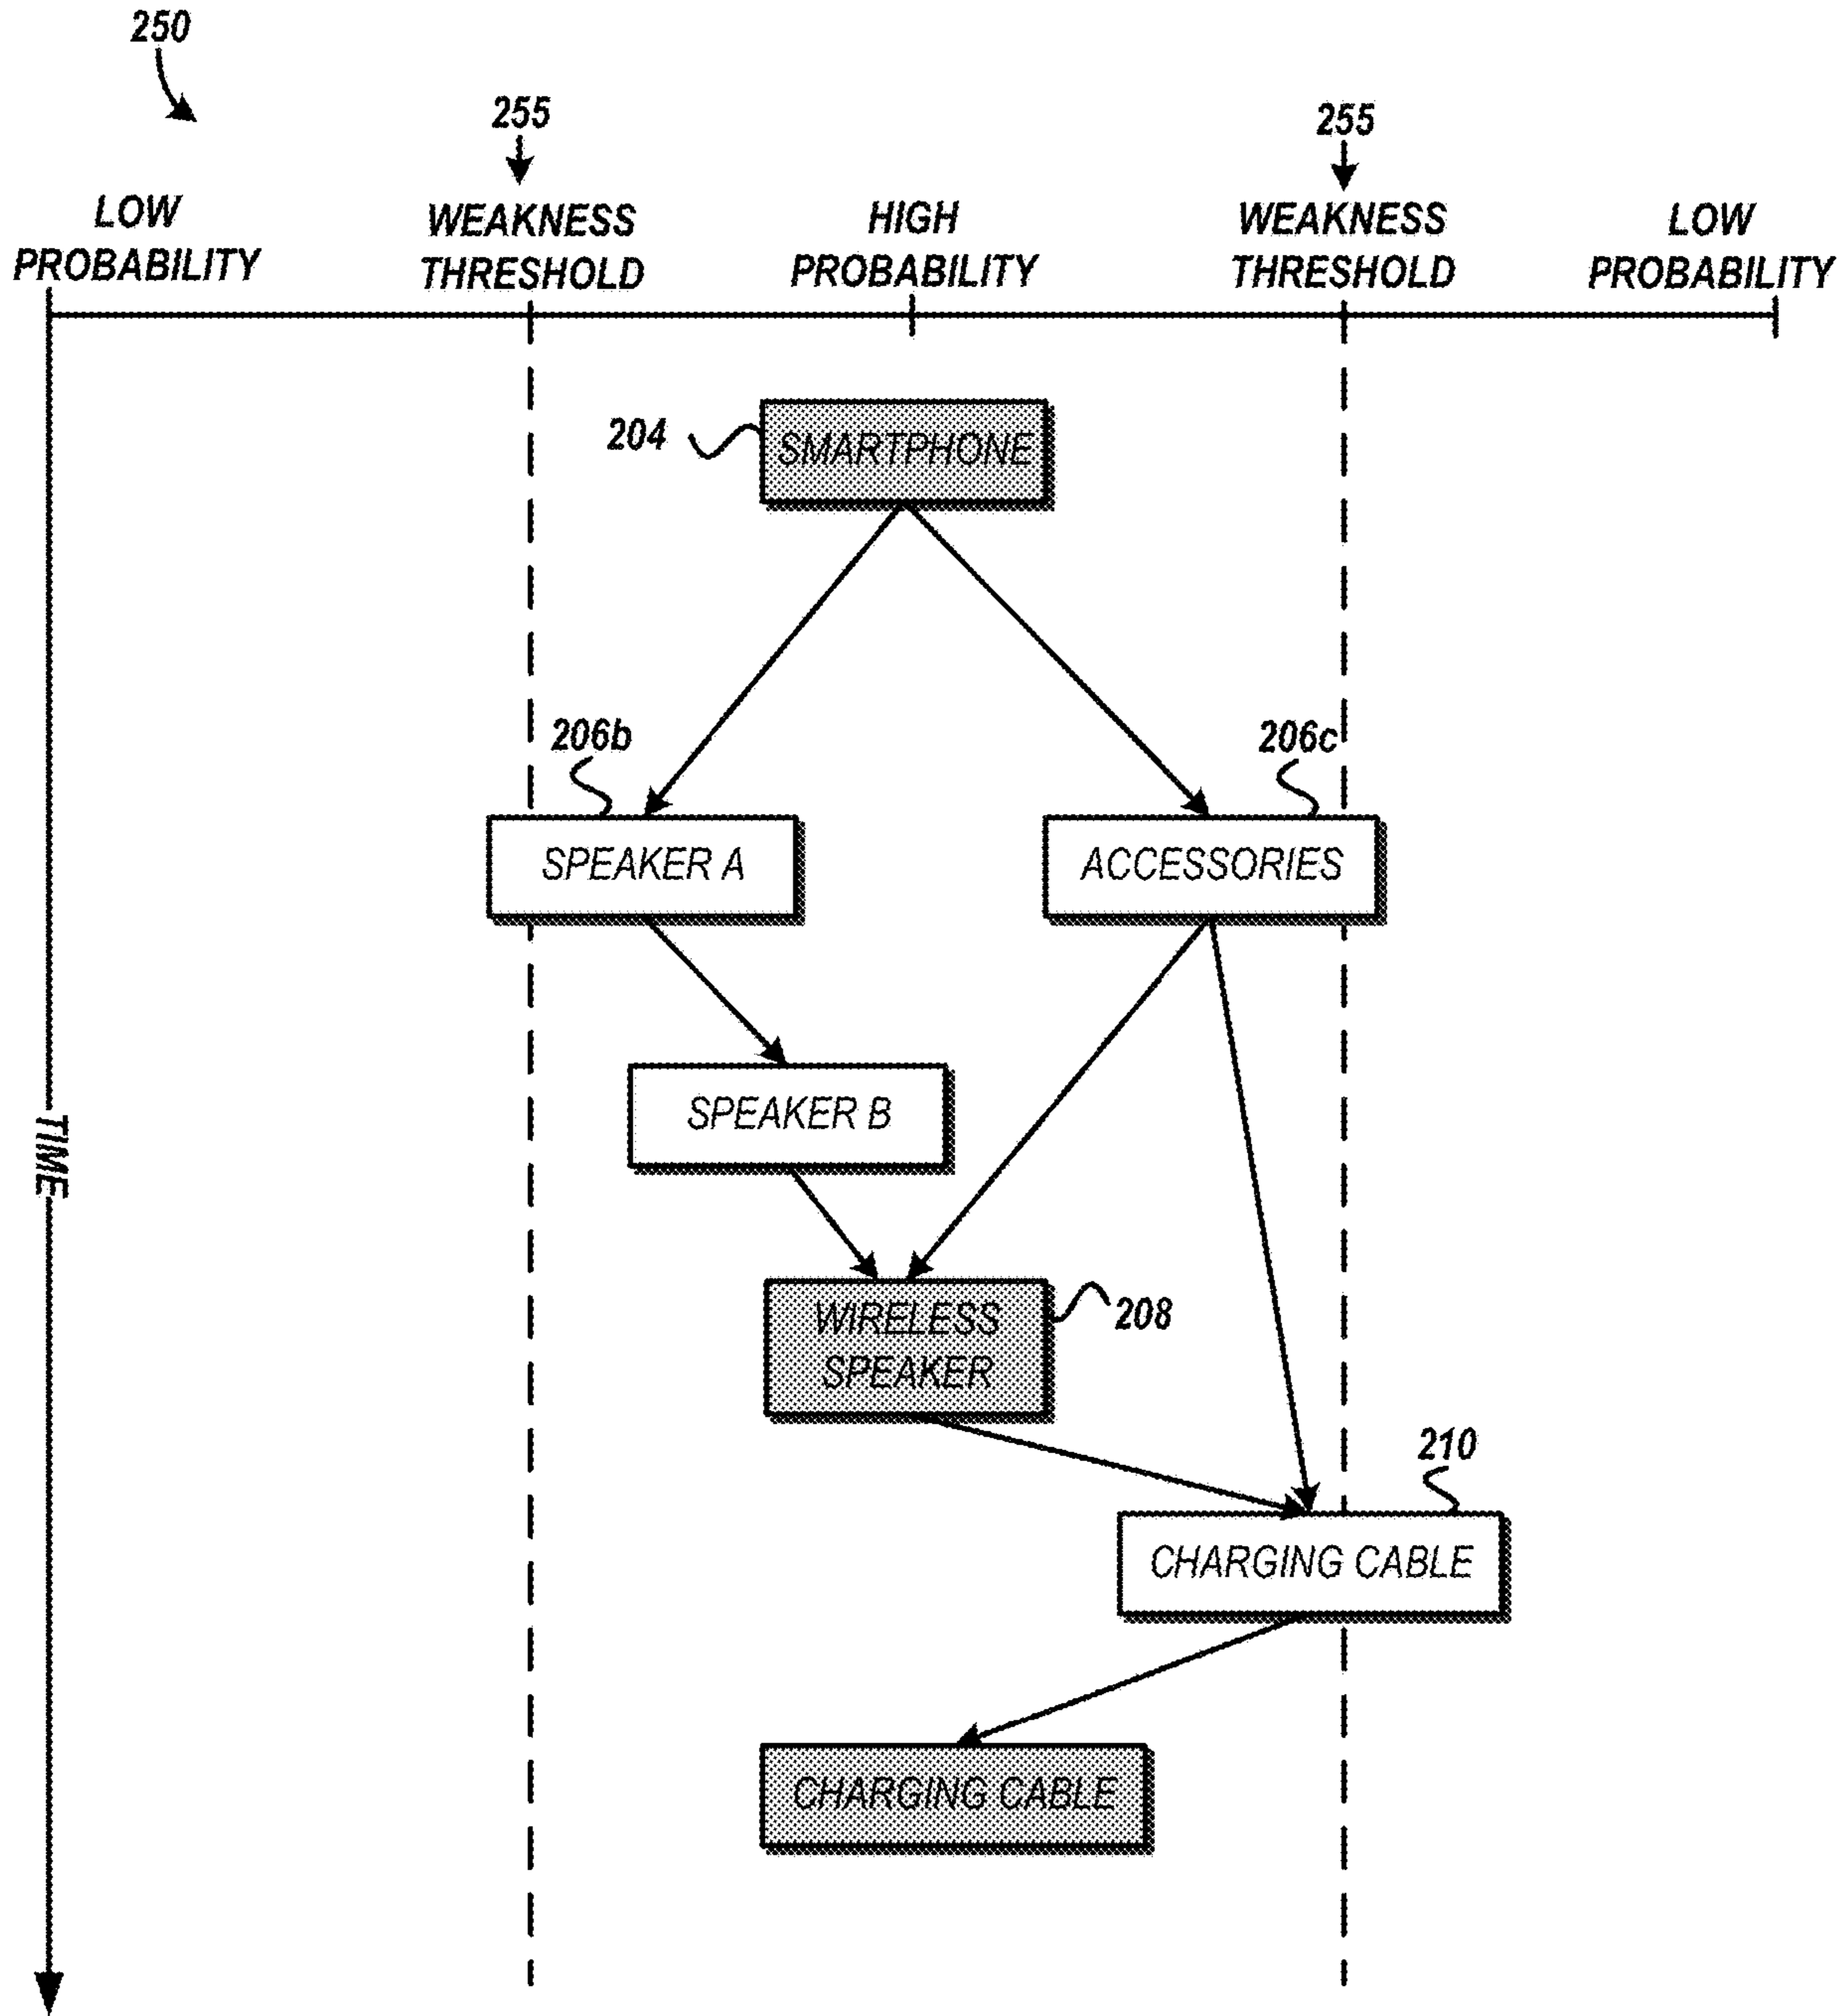 250
255
255
LOW
PROBABILITY
WEAKNESS
THRESHOLD
HIGH
PROBABILITY
WEAKNESS
THRESHOLD
LOW
PROBABILITY
204
SMARTPHONE
206b
206c
SPEAKER A
ACCESSORIES
SPEAKER B
TIME
WIRELESS
SPEAKER
208
210
CHARGING CABLE
CHARGING CABLE